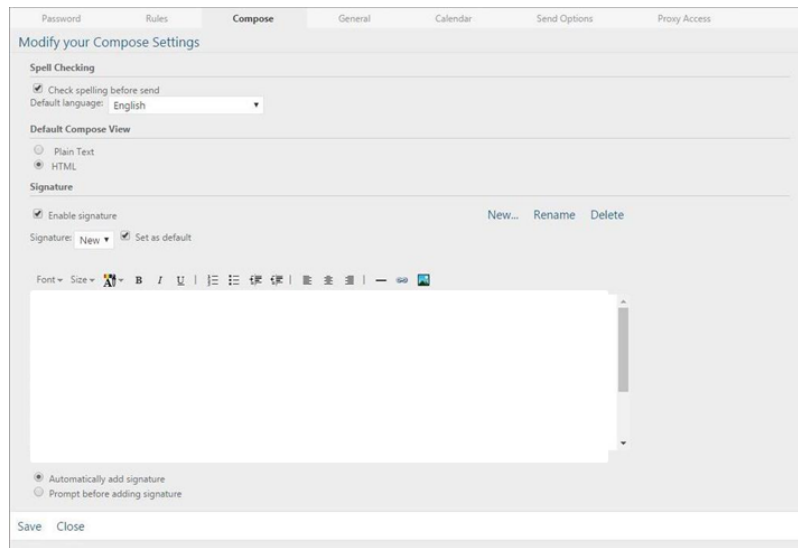 Password Rules Compose General Calendar Send Options Proxy Access
Modify your Compose Settings
Spell Checking
Check spelling before send
Default language: English
Default Compose View
Plain Text
HTML
Signature
Enable signature New... Rename Delete
Signature: New Set as default
Font Size A B I U
Automatically add signature
Prompt before adding signature
Save Close